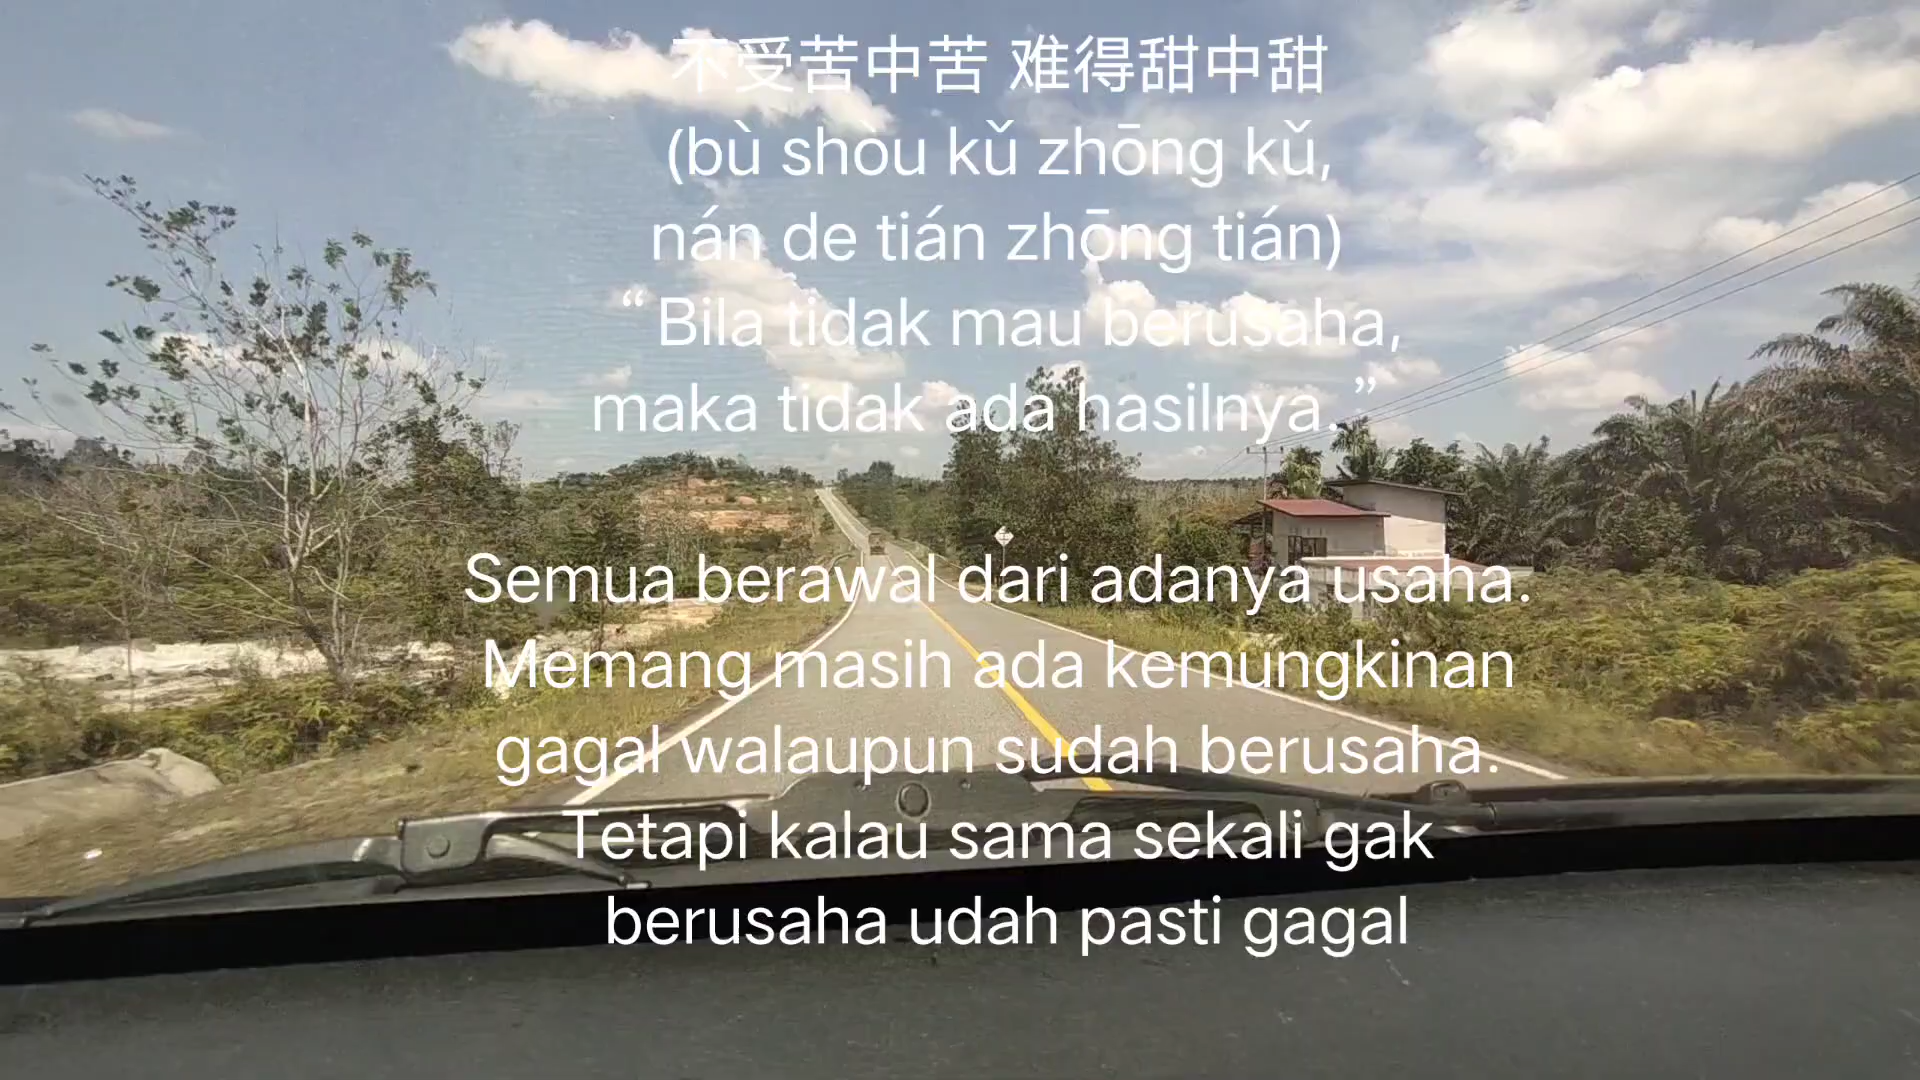 不受苦中苦 难得甜中甜
(bù shòu kǔ zhōng kǔ,
nán de tián zhōng tián)
“Bila tidak mau berusaha,
maka tidak ada hasilnya.”
Semua berawal dari adanya usaha.
Memang masih ada kemungkinan
gagal walaupun sudah berusaha.
Tetapi kalau sama sekali gak
berusaha udah pasti gagal